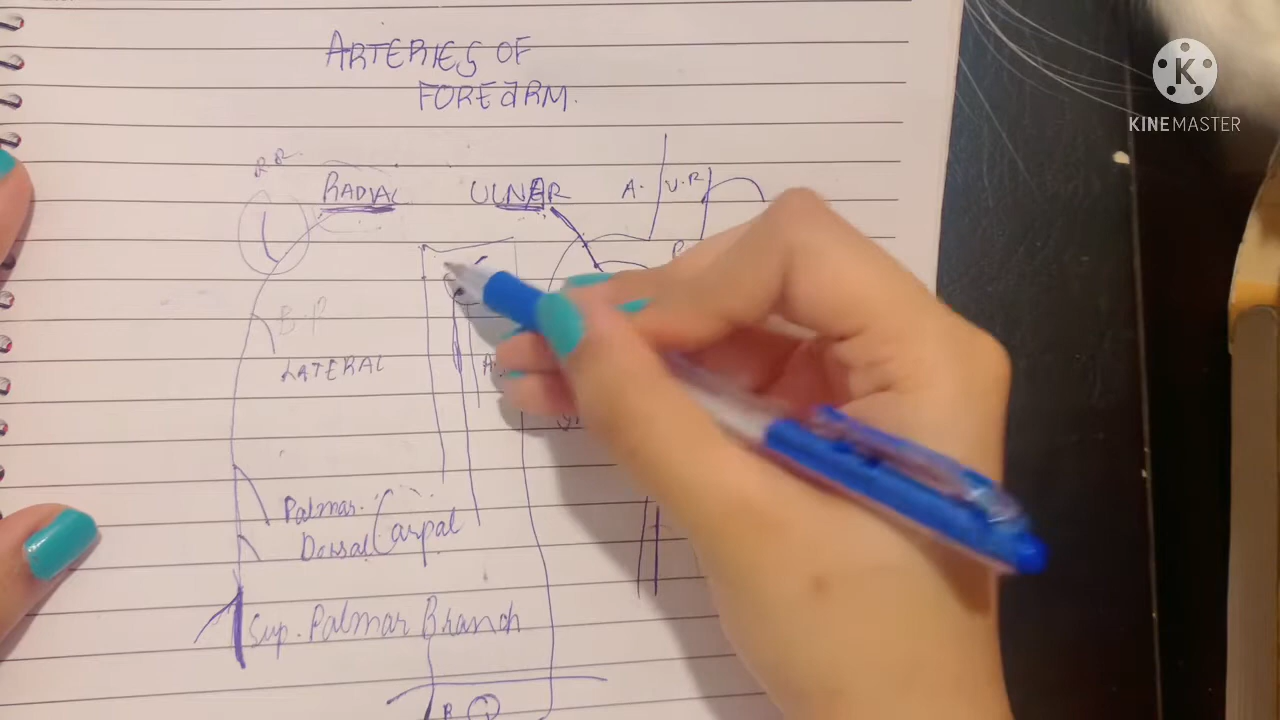 ARTERIES OF
FOREARM.
KINEMASTER
R R
RADIAL ULNAR A. U.R
B.P
LATERAL
Palmar.
Dorsal Carpal
Sup. Palmar Branch